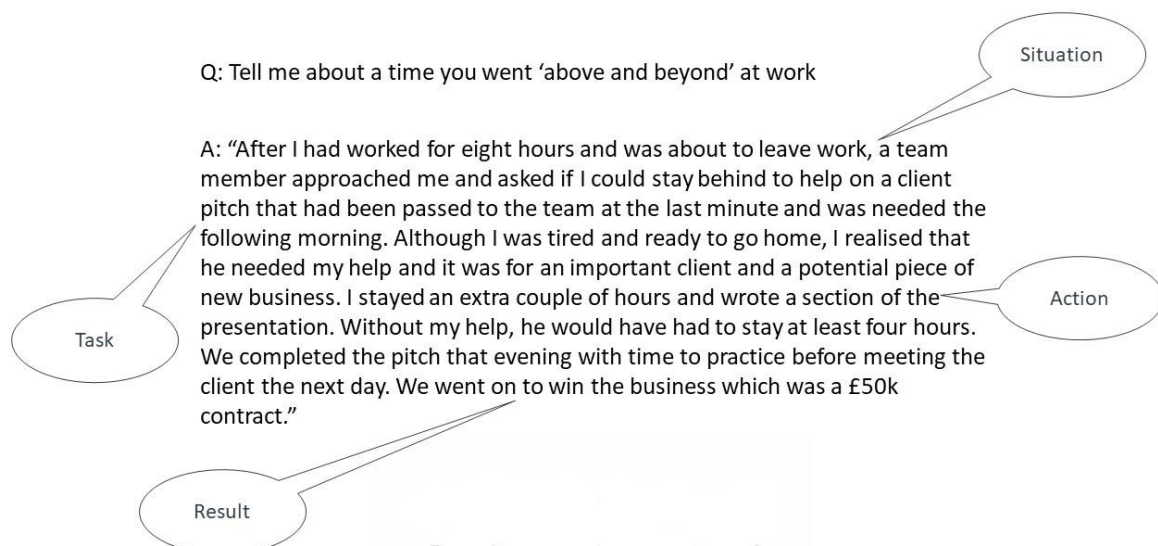 Situation
Q: Tell me about a time you went ‘above and beyond’ at work
A: “After I had worked for eight hours and was about to leave work, a team
member approached me and asked if I could stay behind to help on a client
pitch that had been passed to the team at the last minute and was needed the
following morning. Although I was tired and ready to go home, I realised that
he needed my help and it was for an important client and a potential piece of
new business. I stayed an extra couple of hours and wrote a section of the
presentation. Without my help, he would have had to stay at least four hours.
We completed the pitch that evening with time to practice before meeting the
client the next day. We went on to win the business which was a £50k
contract.”
Action
Task
Result